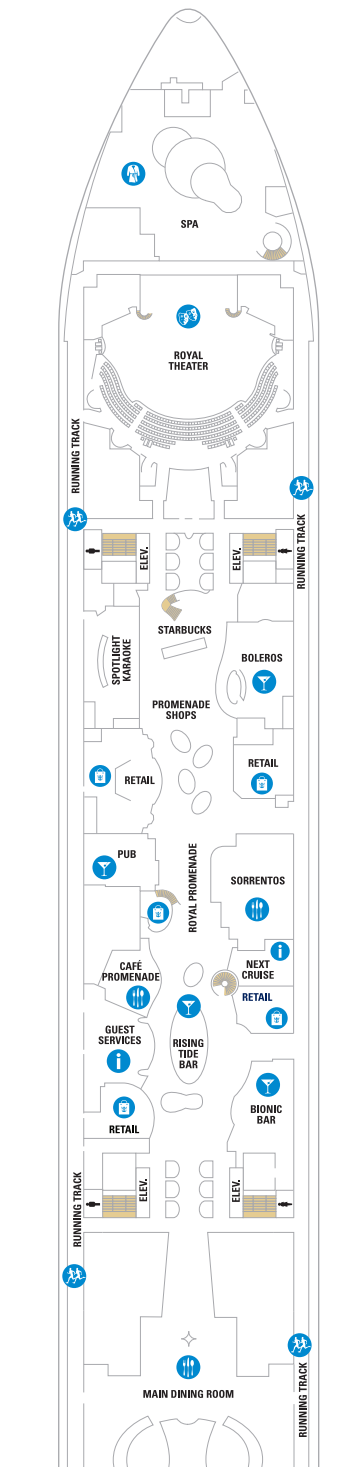 SPA
ROYAL
THEATER
RUNNING TRACK
RUNNING TRACK
ELEV.
ELEV.
STARBUCKS
SPOTLIGHT
KARAOKE
BOLEROS
PROMENADE
SHOPS
RETAIL
RETAIL
PUB
ROYAL PROMENADE
SORRENTOS
CAFÉ
PROMENADE
NEXT
CRUISE
RETAIL
GUEST
SERVICES
RISING
TIDE
BAR
BIONIC
BAR
RETAIL
ELEV.
ELEV.
RUNNING TRACK
MAIN DINING ROOM
RUNNING TRACK